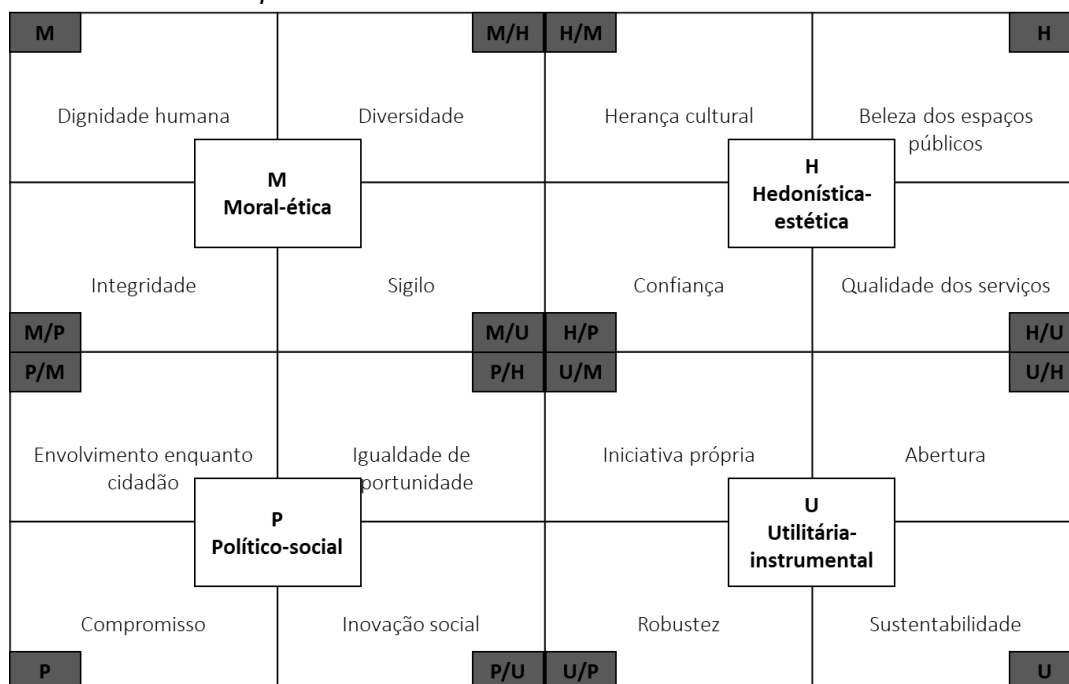 M
M/H
H/M
H
Dignidade humana
Diversidade
Herança cultural
Beleza dos espaços
públicos
M
Moral-ética
H
Hedonística-
estética
Integridade
Sigilo
Confiança
Qualidade dos serviços
M/P
M/U
H/P
H/U
P/M
P/H
U/M
U/H
Envolvimento enquanto
cidadão
Igualdade de
portunidade
Iniciativa própria
Abertura
P
Político-social
U
Utilitária-
instrumental
Compromisso
Inovação social
Robustez
Sustentabilidade
P
P/U
U/P
U